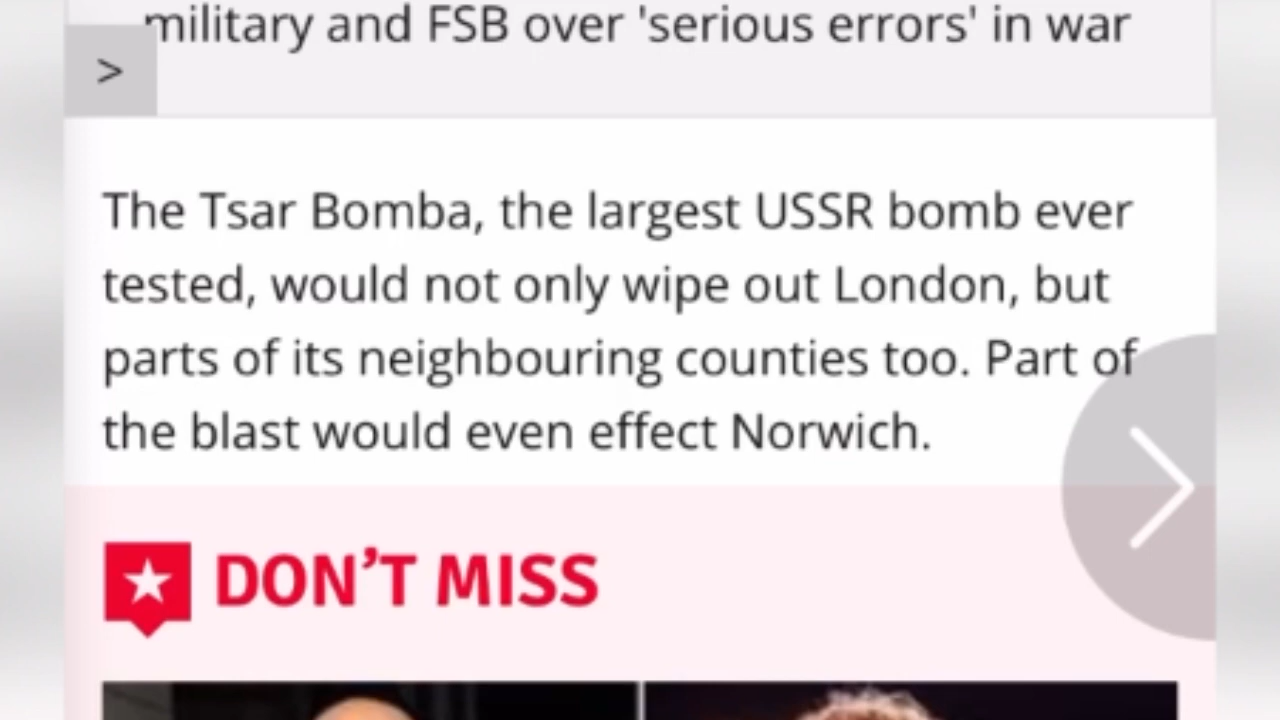 military and FSB over 'serious errors' in war
>
The Tsar Bomba, the largest USSR bomb ever
tested, would not only wipe out London, but
parts of its neighbouring counties too. Part of
the blast would even effect Norwich.
DON'T MISS